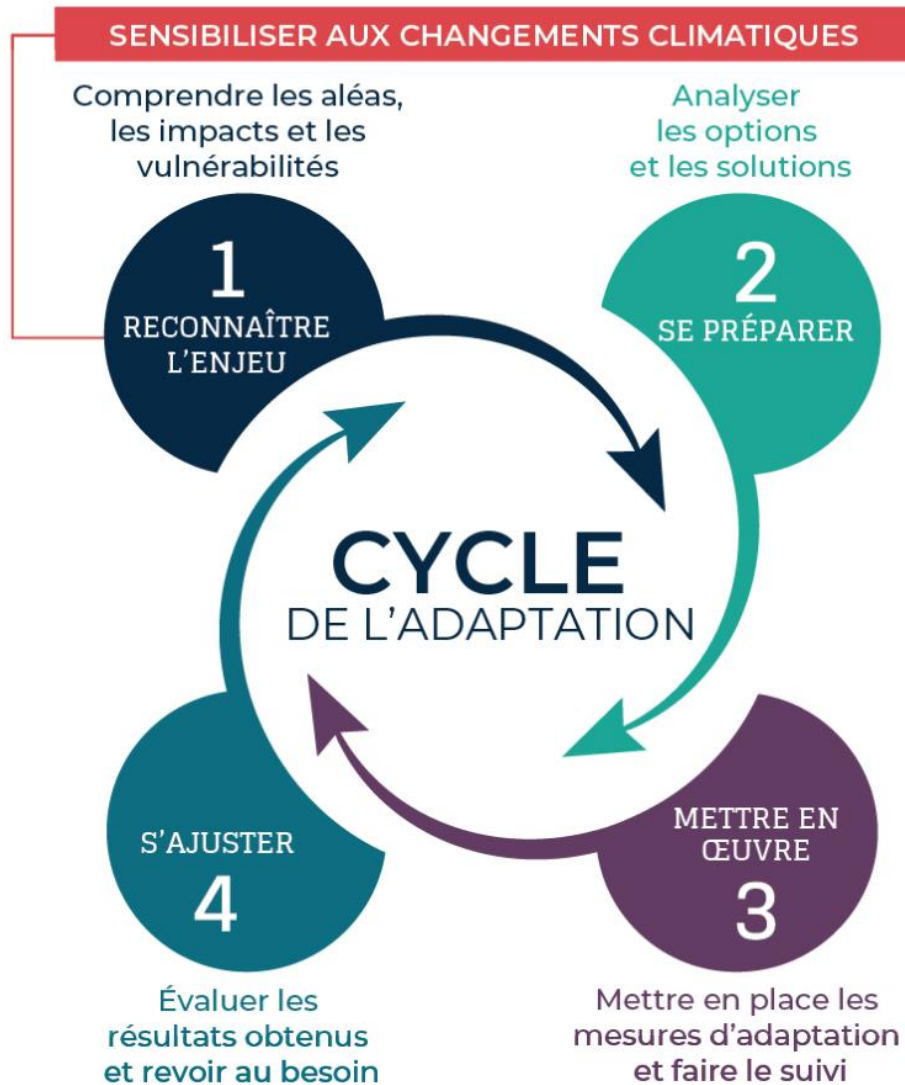 SENSIBILISER AUX CHANGEMENTS CLIMATIQUES
Comprendre les aléas,
les impacts et les
vulnérabilités
1
RECONNAÎTRE
L'ENJEU
Analyser
les options
et les solutions
2
SE PRÉPARER
CYCLE
DE L'ADAPTATION
METTRE EN
ŒUVRE
3
Mettre en place les
mesures d'adaptation
et faire le suivi
S'AJUSTER
4
Évaluer les
résultats obtenus
et revoir au besoin